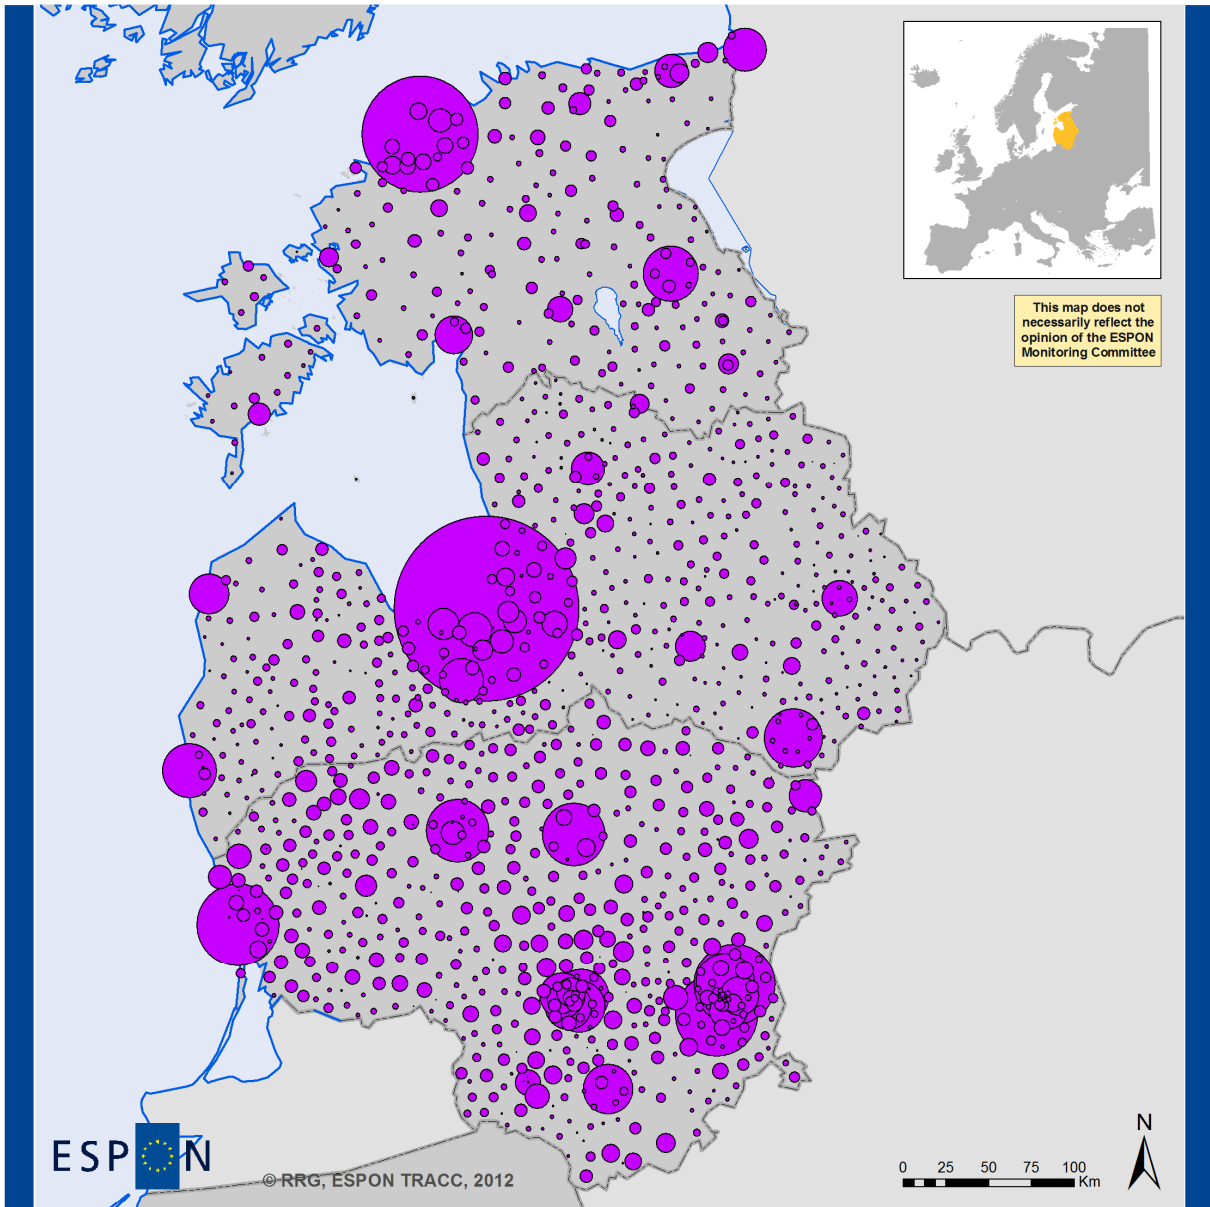 This map does not
necessarily reflect the
opinion of the ESPON
Monitoring Committee
N
0 25 50 75 100
Km
ESPON
© RRG, ESPON TRACC, 2012